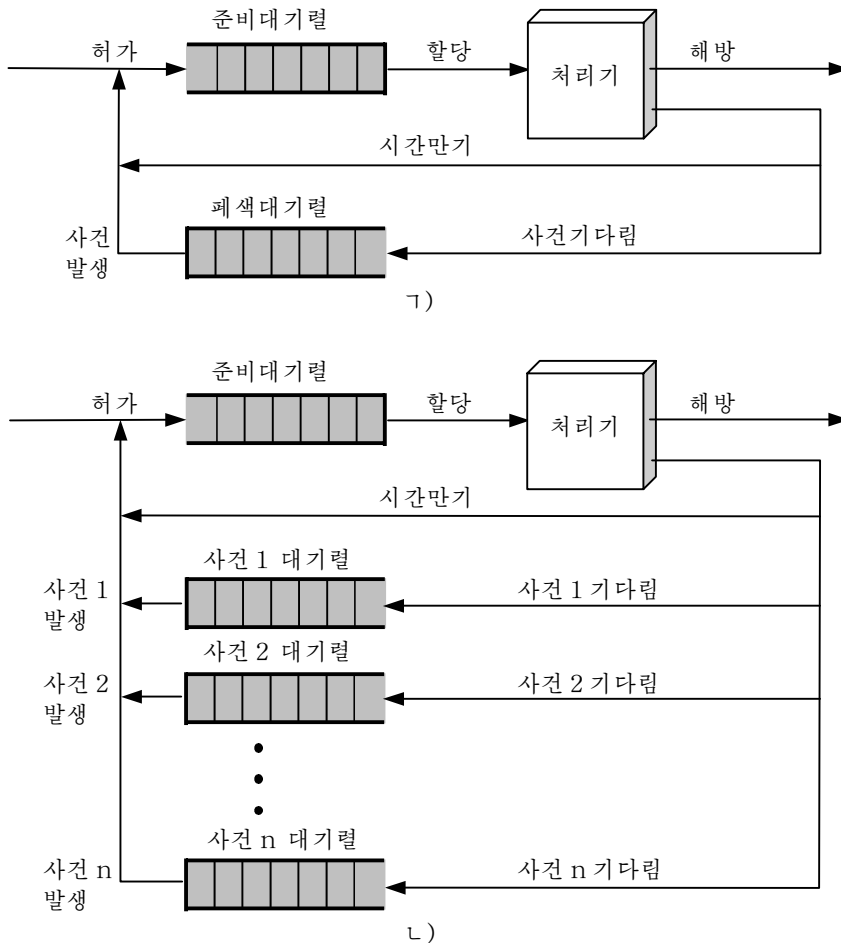 준비대기렬
허가
할당
처리기
해방
시간만기
페색대기렬
사건
발생
사건기다림
ㄱ)
준비대기렬
허가
할당
처리기
해방
시간만기
사건 1 대기렬
사건 1
발생
사건 1 기다림
사건 2 대기렬
사건 2
발생
사건 2 기다림
사건 n 대기렬
사건 n
발생
사건 n 기다림
ㄴ)